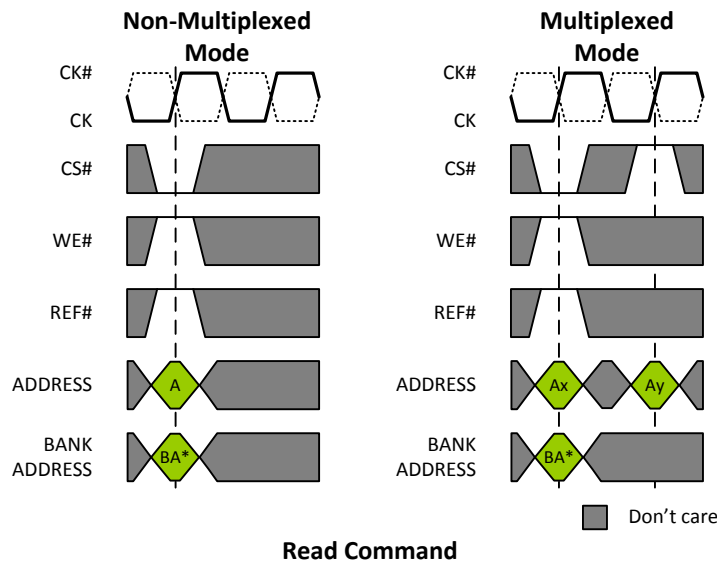 Non-Multiplexed
Mode
CK#
CK
CS#
WE#
REF#
ADDRESS
A
BANK
ADDRESS
BA*
Multiplexed
Mode
CK#
CK
CS#
WE#
REF#
ADDRESS
Ax
Ay
BANK
ADDRESS
BA*
Don't care
Read Command